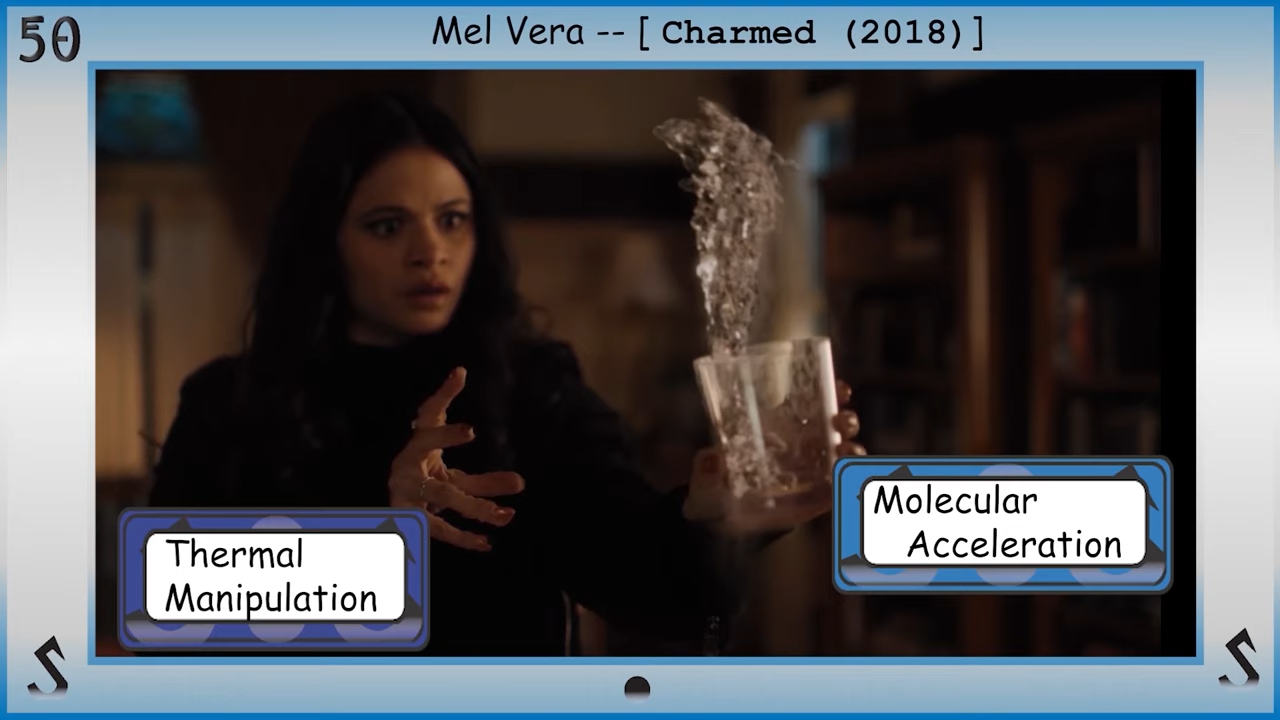 50
Mel Vera -- [ Charmed (2018) ]
Thermal
Manipulation
Molecular
Acceleration